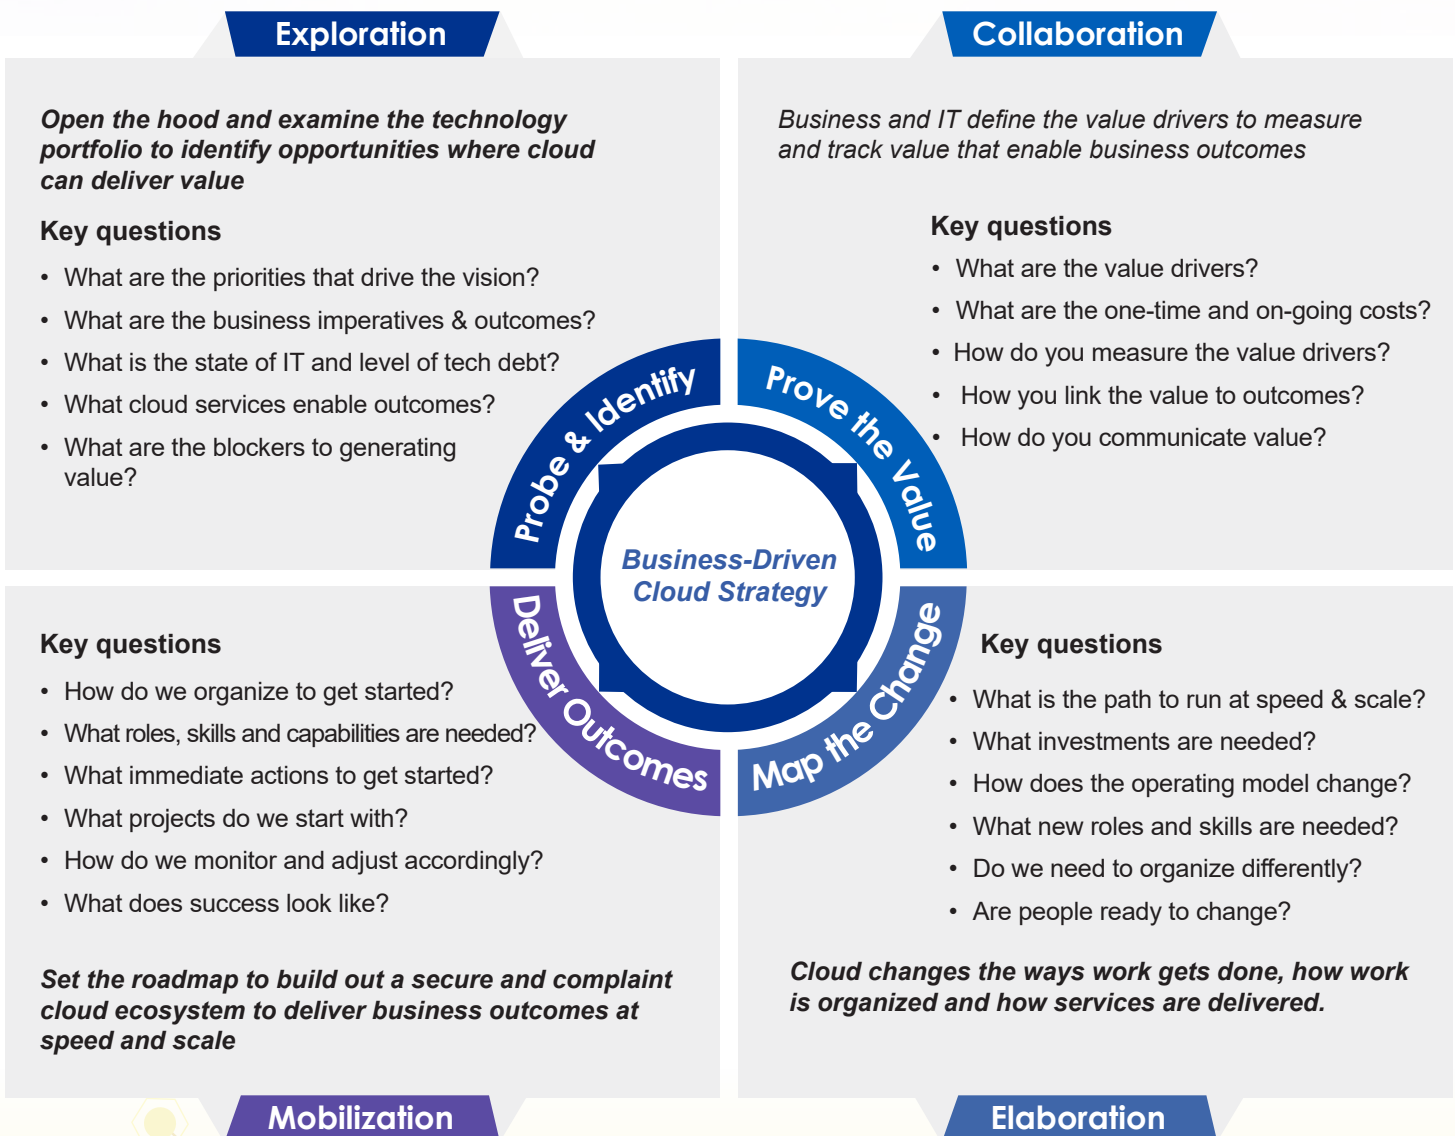 Exploration
Open the hood and examine the technology
portfolio to identify opportunities where cloud
can deliver value
Key questions
• What are the priorities that drive the vision?
• What are the business imperatives & outcomes?
• What is the state of IT and level of tech debt?
• What cloud services enable outcomes?
• What are the blockers to generating
value?
Probe & Identify
Collaboration
Business and IT define the value drivers to measure
and track value that enable business outcomes
Key questions
• What are the value drivers?
• What are the one-time and on-going costs?
• How do you measure the value drivers?
• How you link the value to outcomes?
• How do you communicate value?
Prove the Value
Business-Driven
Cloud Strategy
Deliver Outcomes
Key questions
• How do we organize to get started?
• What roles, skills and capabilities are needed?
• What immediate actions to get started?
• What projects do we start with?
• How do we monitor and adjust accordingly?
• What does success look like?
Set the roadmap to build out a secure and complaint
cloud ecosystem to deliver business outcomes at
speed and scale
Mobilization
Map the Change
Key questions
• What is the path to run at speed & scale?
• What investments are needed?
• How does the operating model change?
• What new roles and skills are needed?
• Do we need to organize differently?
• Are people ready to change?
Cloud changes the ways work gets done, how work
is organized and how services are delivered.
Elaboration